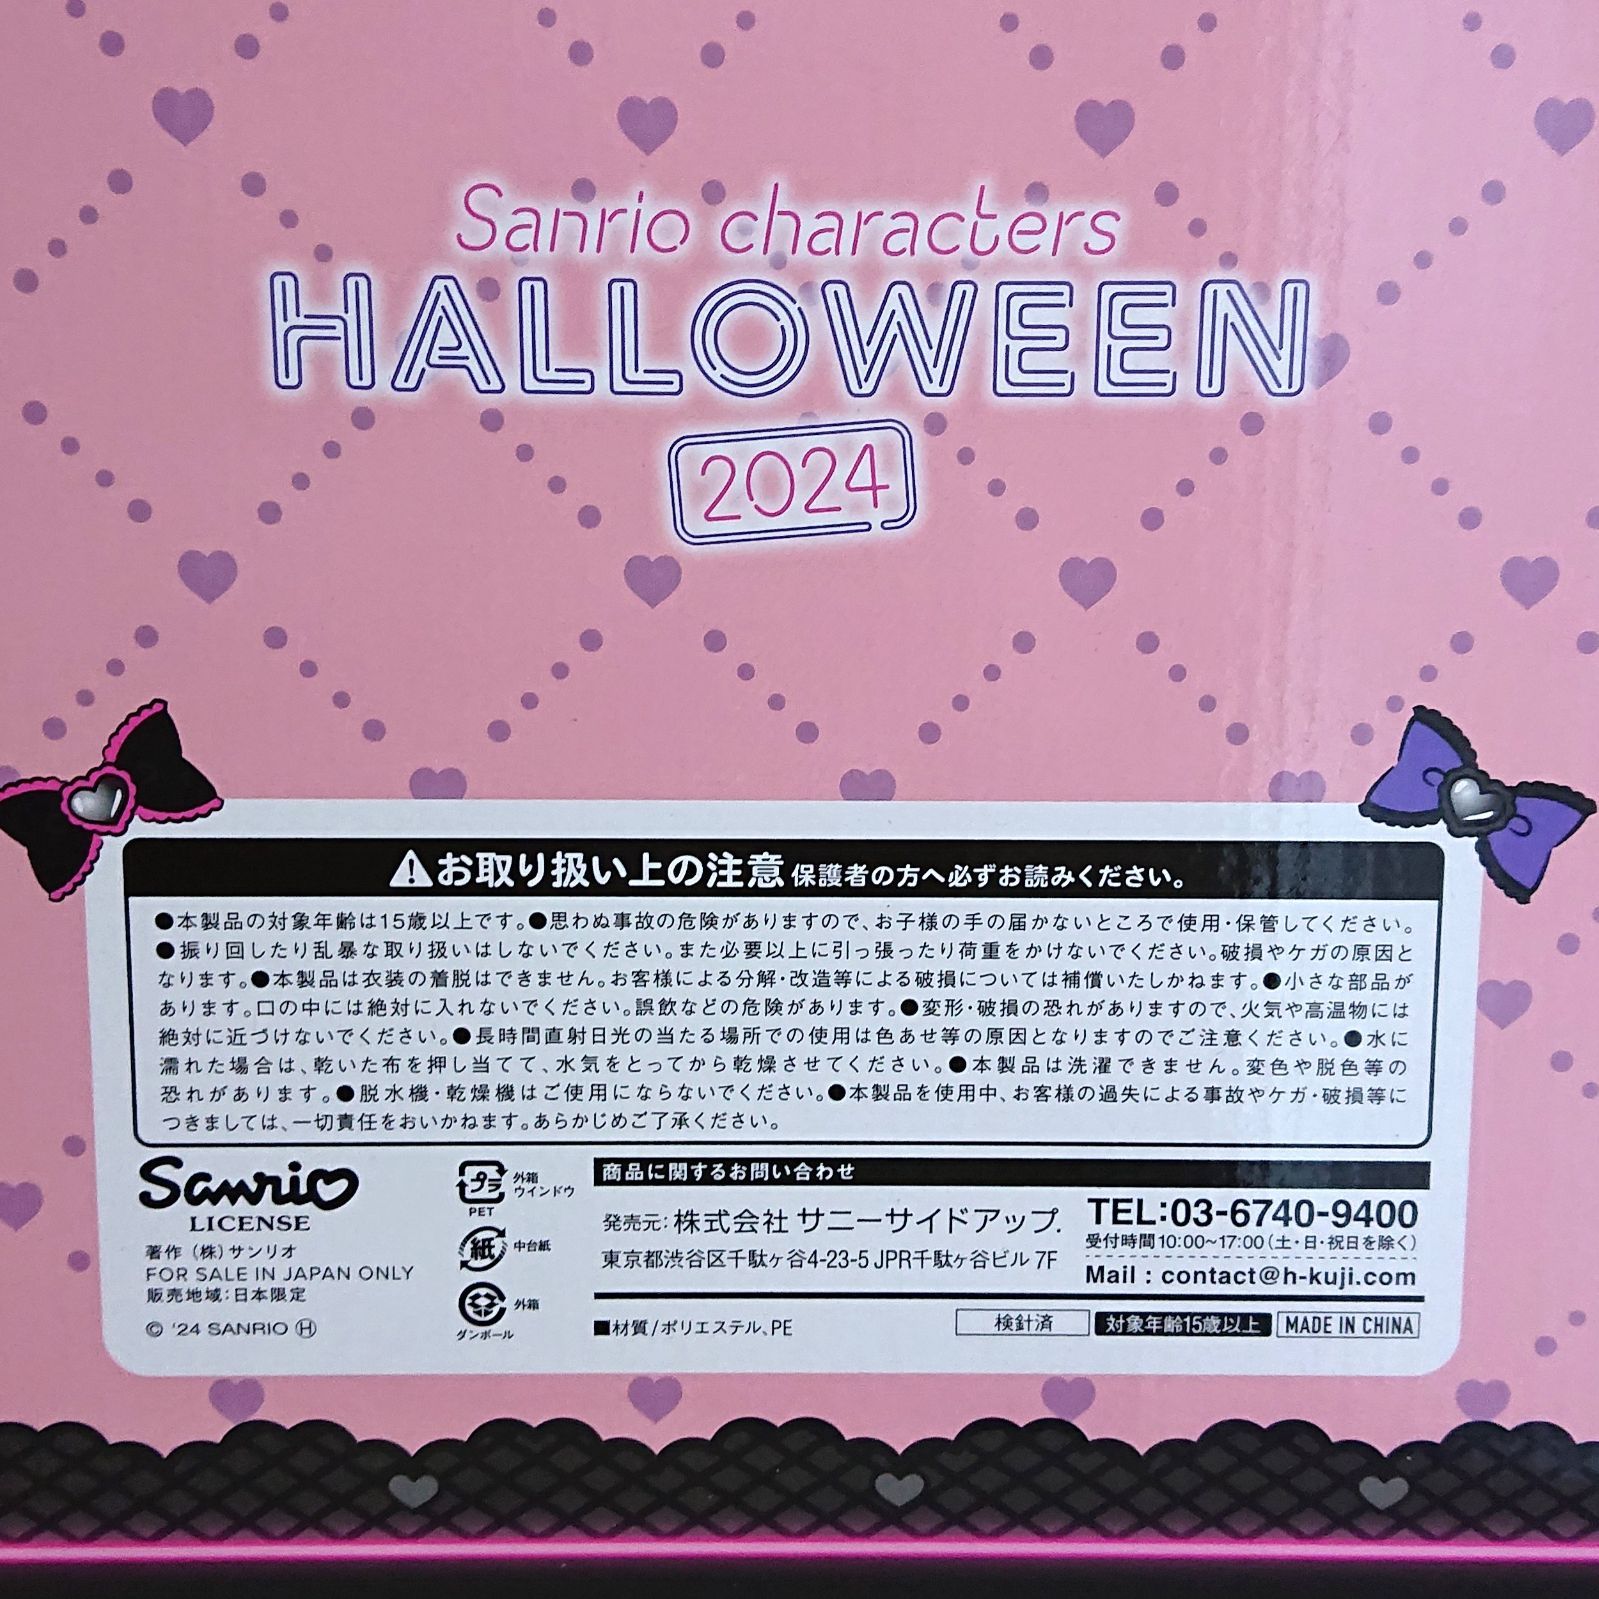 Sanrio characters
HALLOWEEN
2024
⚠お取り扱い上の注意 保護者の方へ必ずお読みください。
●本製品の対象年齢は15歳以上です。●思わぬ事故の危険がありますので、お子様の手の届かないところで使用・保管してください。
●振り回したり乱暴な取り扱いはしないでください。また必要以上に引っ張ったり荷重をかけないでください。破損やケガの原因と
なります。●本製品は衣装の着脱はできません。お客様による分解・改造等による破損については補償いたしかねます。●小さな部品が
あります。口の中には絶対に入れないでください。誤飲などの危険があります。●変形・破損の恐れがありますので、火気や高温物には
絶対に近づけないでください。●長時間直射日光の当たる場所での使用は色あせ等の原因となりますのでご注意ください。●水に
濡れた場合は、乾いた布を押し当てて、水気をとってから乾燥させてください。●本製品は洗濯できません。変色や脱色等の
恐れがあります。●脱水機・乾燥機はご使用にならないでください。●本製品を使用中、お客様の過失による事故やケガ・破損等に
つきましては、一切責任をおいかねます。あらかじめご了承ください。
Sanrio
LICENSE
著作（株）サンリオ
FOR SALE IN JAPAN ONLY
販売地域：日本限定
© '24 SANRIO Ⓗ
プラ 外箱
ウインドウ
PET
紙 中台紙
外箱
ダンボール
商品に関するお問い合わせ
発売元：株式会社 サニーサイドアップ.
東京都渋谷区千駄ヶ谷4-23-5 JPR千駄ヶ谷ビル 7F
TEL:03-6740-9400
受付時間10:00~17:00（土・日・祝日を除く）
Mail : contact@h-kuji.com
■材質/ポリエステル、PE
検針済 対象年齢15歳以上 MADE IN CHINA